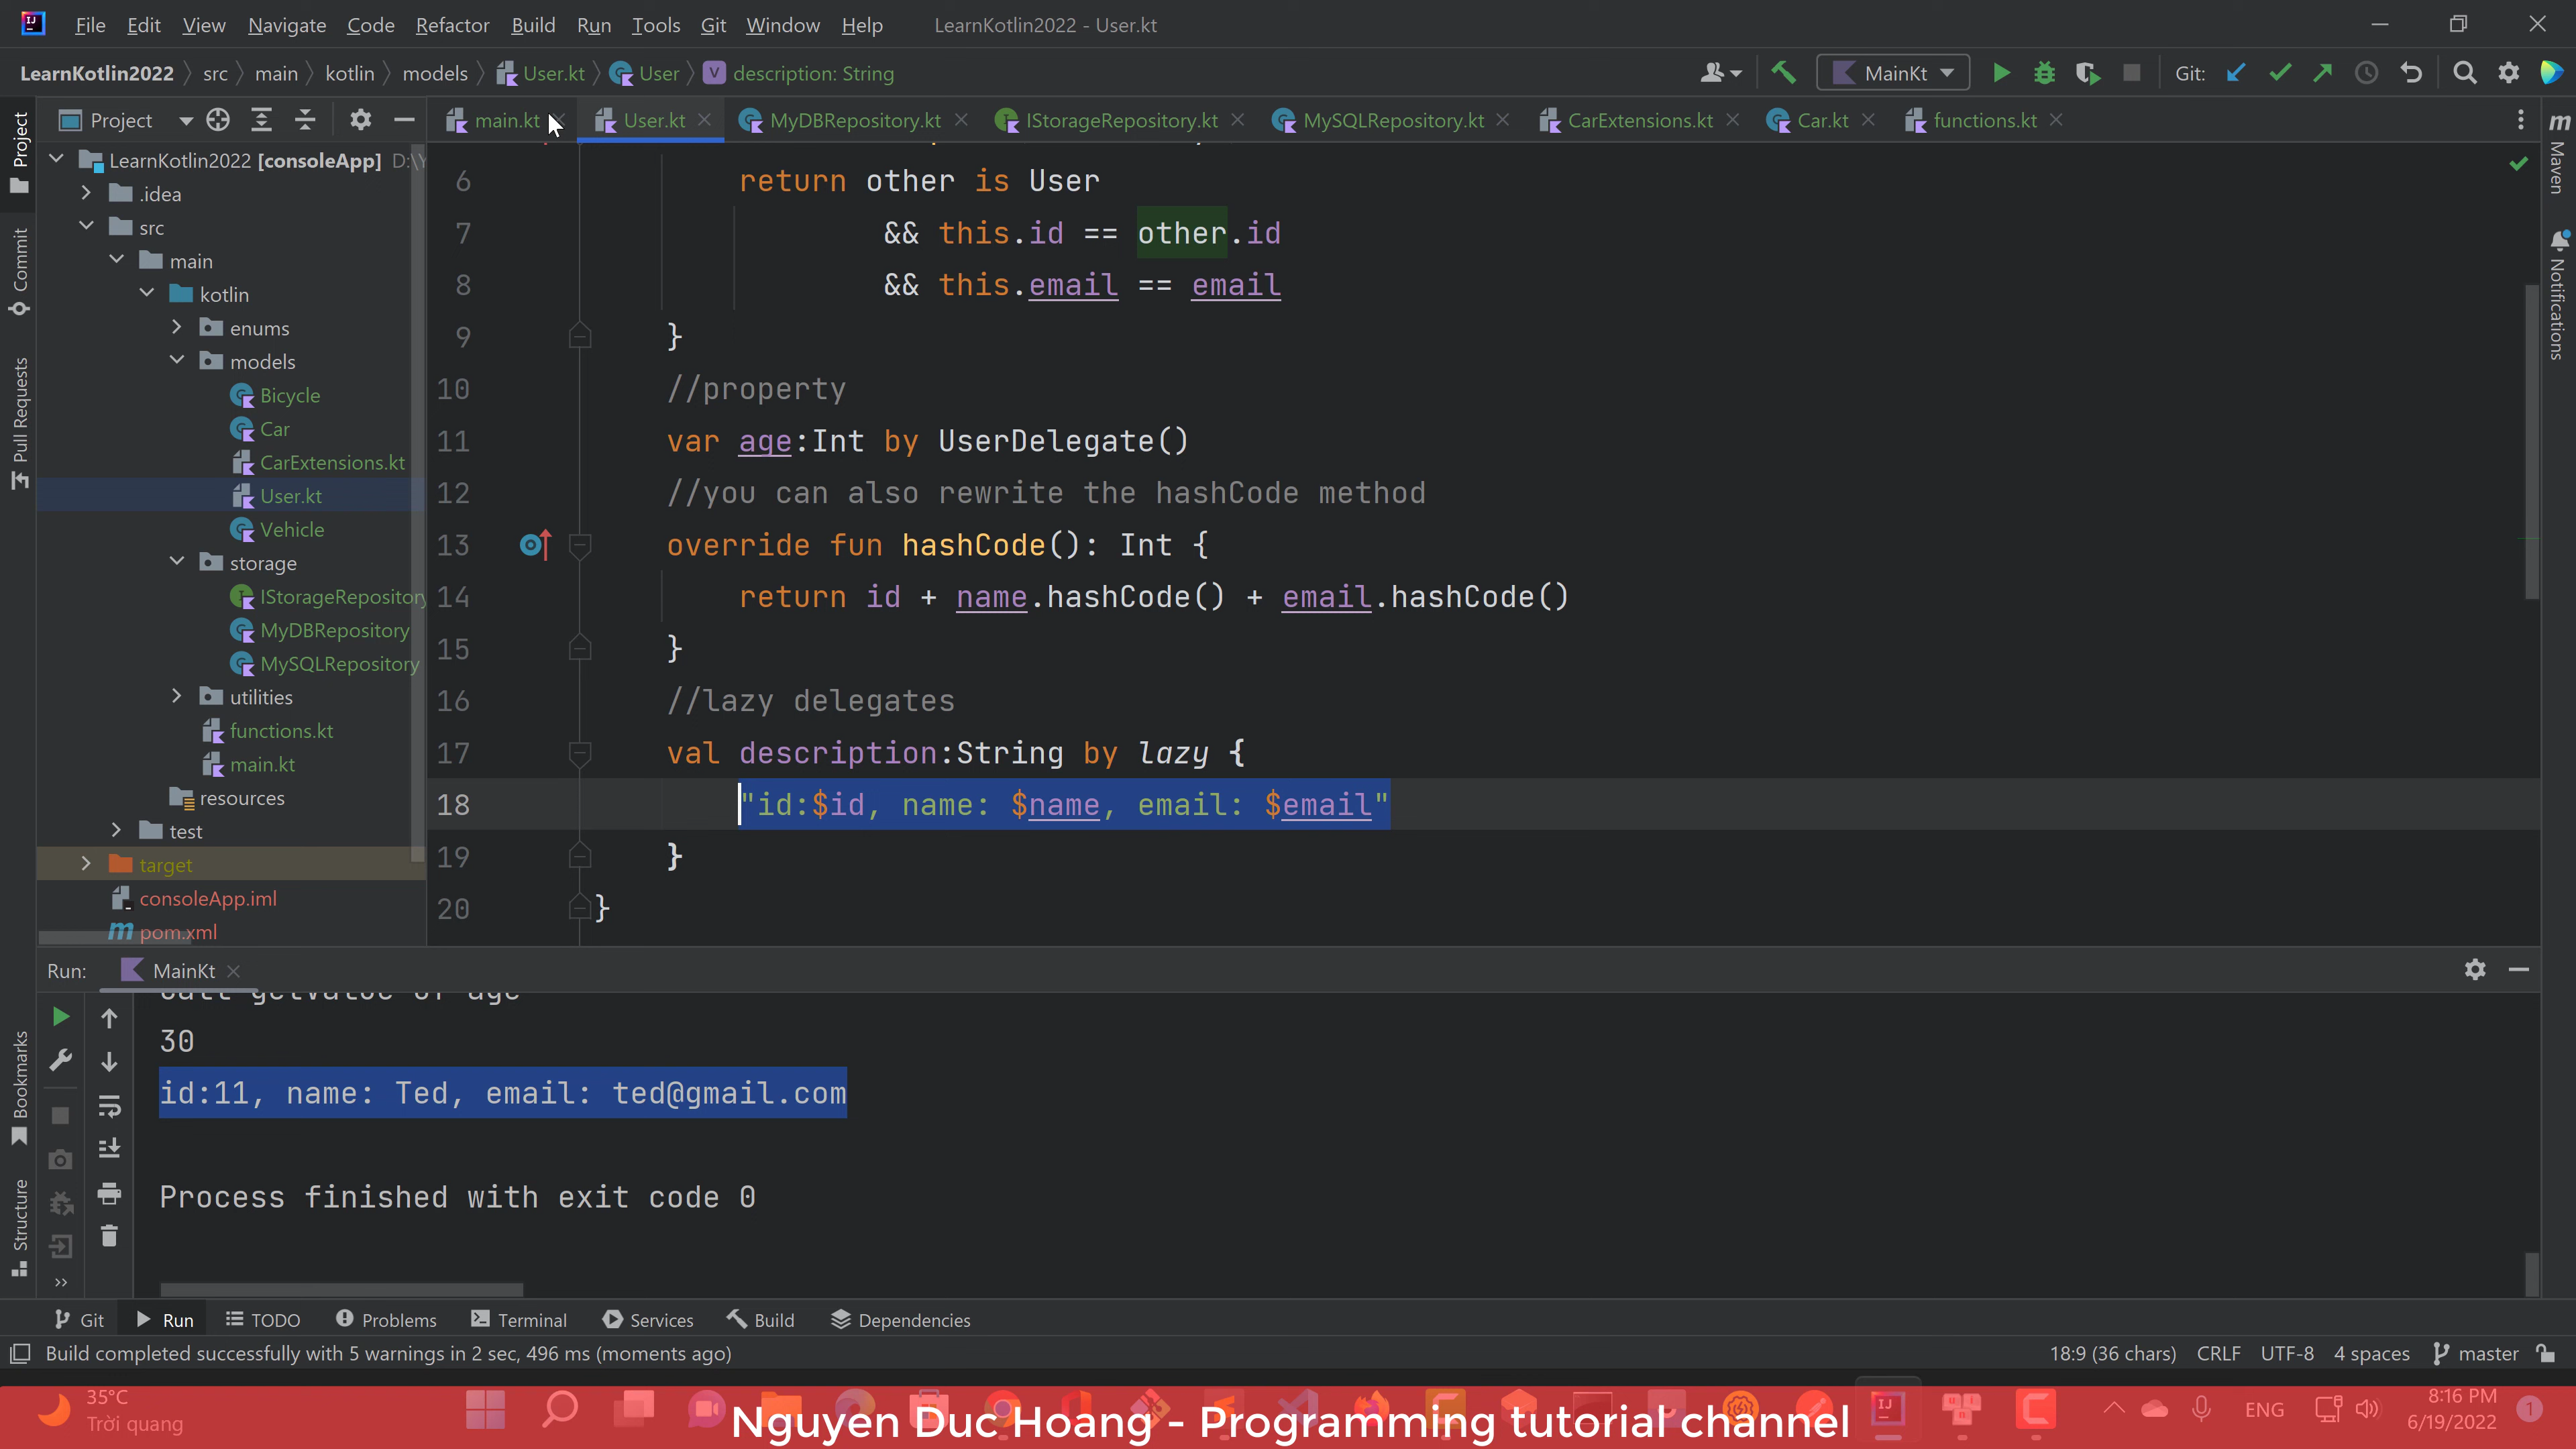 File Edit View Navigate Code Refactor Build Run Tools Git Window Help LearnKotlin2022 - User.kt
LearnKotlin2022 src main kotlin models User.kt User description: String MainKt Git:
Project main.kt User.kt MyDBRepository.kt IStorageRepository.kt MySQLRepository.kt CarExtensions.kt Car.kt functions.kt
Project
Commit
Pull Requests
Bookmarks
Structure
LearnKotlin2022 [consoleApp] D:\
.idea
src
main
kotlin
enums
models
Bicycle
Car
CarExtensions.kt
User.kt
Vehicle
storage
IStorageRepository
MyDBRepository
MySQLRepository
utilities
functions.kt
main.kt
resources
test
target
consoleApp.iml
pom.xml
6 return other is User
7 && this.id == other.id
8 && this.email == email
9 }
10 //property
11 var age:Int by UserDelegate()
12 //you can also rewrite the hashCode method
13 override fun hashCode(): Int {
14 return id + name.hashCode() + email.hashCode()
15 }
16 //lazy delegates
17 val description:String by lazy {
18 "id:$id, name: $name, email: $email"
19 }
20 }
Maven
Notifications
Run: MainKt
30
id:11, name: Ted, email: ted@gmail.com
Process finished with exit code 0
Git Run TODO Problems Terminal Services Build Dependencies
Build completed successfully with 5 warnings in 2 sec, 496 ms (moments ago) 18:9 (36 chars) CRLF UTF-8 4 spaces master
35°C
Trời quang
Nguyen Duc Hoang - Programming tutorial channel
ENG
8:16 PM
6/19/2022
1